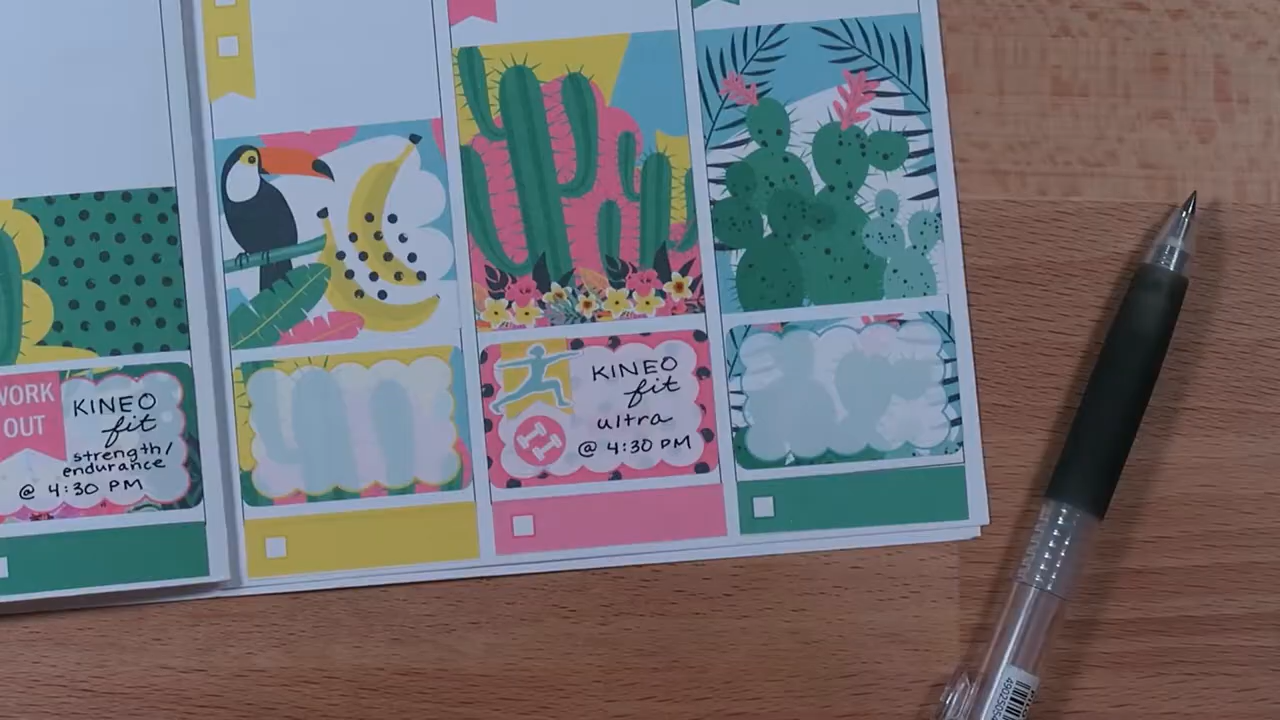 WORK
OUT
KINEO
fit
strength/
endurance
@ 4:30 PM
KINEO
fit
ultra
@ 4:30 PM